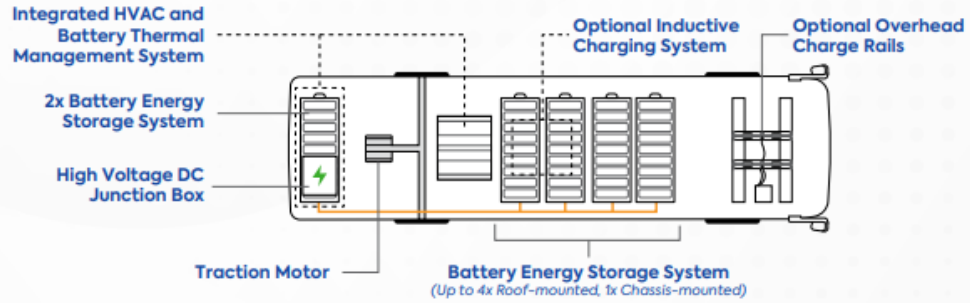 Integrated HVAC and
Battery Thermal
Management System
2x Battery Energy
Storage System
High Voltage DC
Junction Box
Traction Motor
Optional Inductive
Charging System
Optional Overhead
Charge Rails
Battery Energy Storage System
(Up to 4x Roof-mounted, 1x Chassis-mounted)